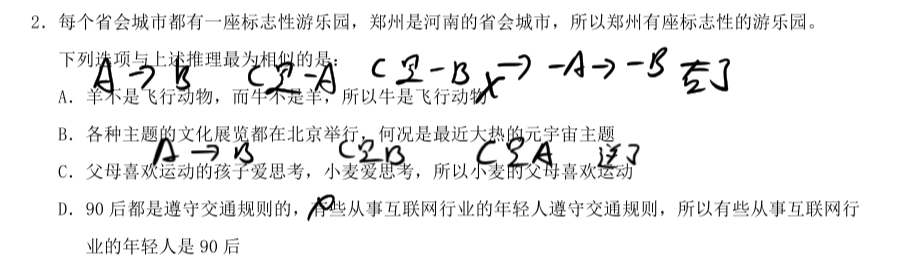 2．每个省会城市都有一座标志性游乐园，郑州是河南的省会城市，所以郑州有座标志性的游乐园。
下列选项与上述推理最为相似的是：
A → B C 是 -A C 是 -B × → -A → -B 否了
A．羊不是飞行动物，而牛不是羊，所以牛是飞行动物
B．各种主题的文化展览都在北京举行，何况是最近大热的元宇宙主题
A → B C 是 B C 是 A 逆了
C．父母喜欢运动的孩子爱思考，小麦爱思考，所以小麦的父母喜欢运动
D．90 后都是遵守交通规则的，有些从事互联网行业的年轻人遵守交通规则，所以有些从事互联网行
业的年轻人是 90 后